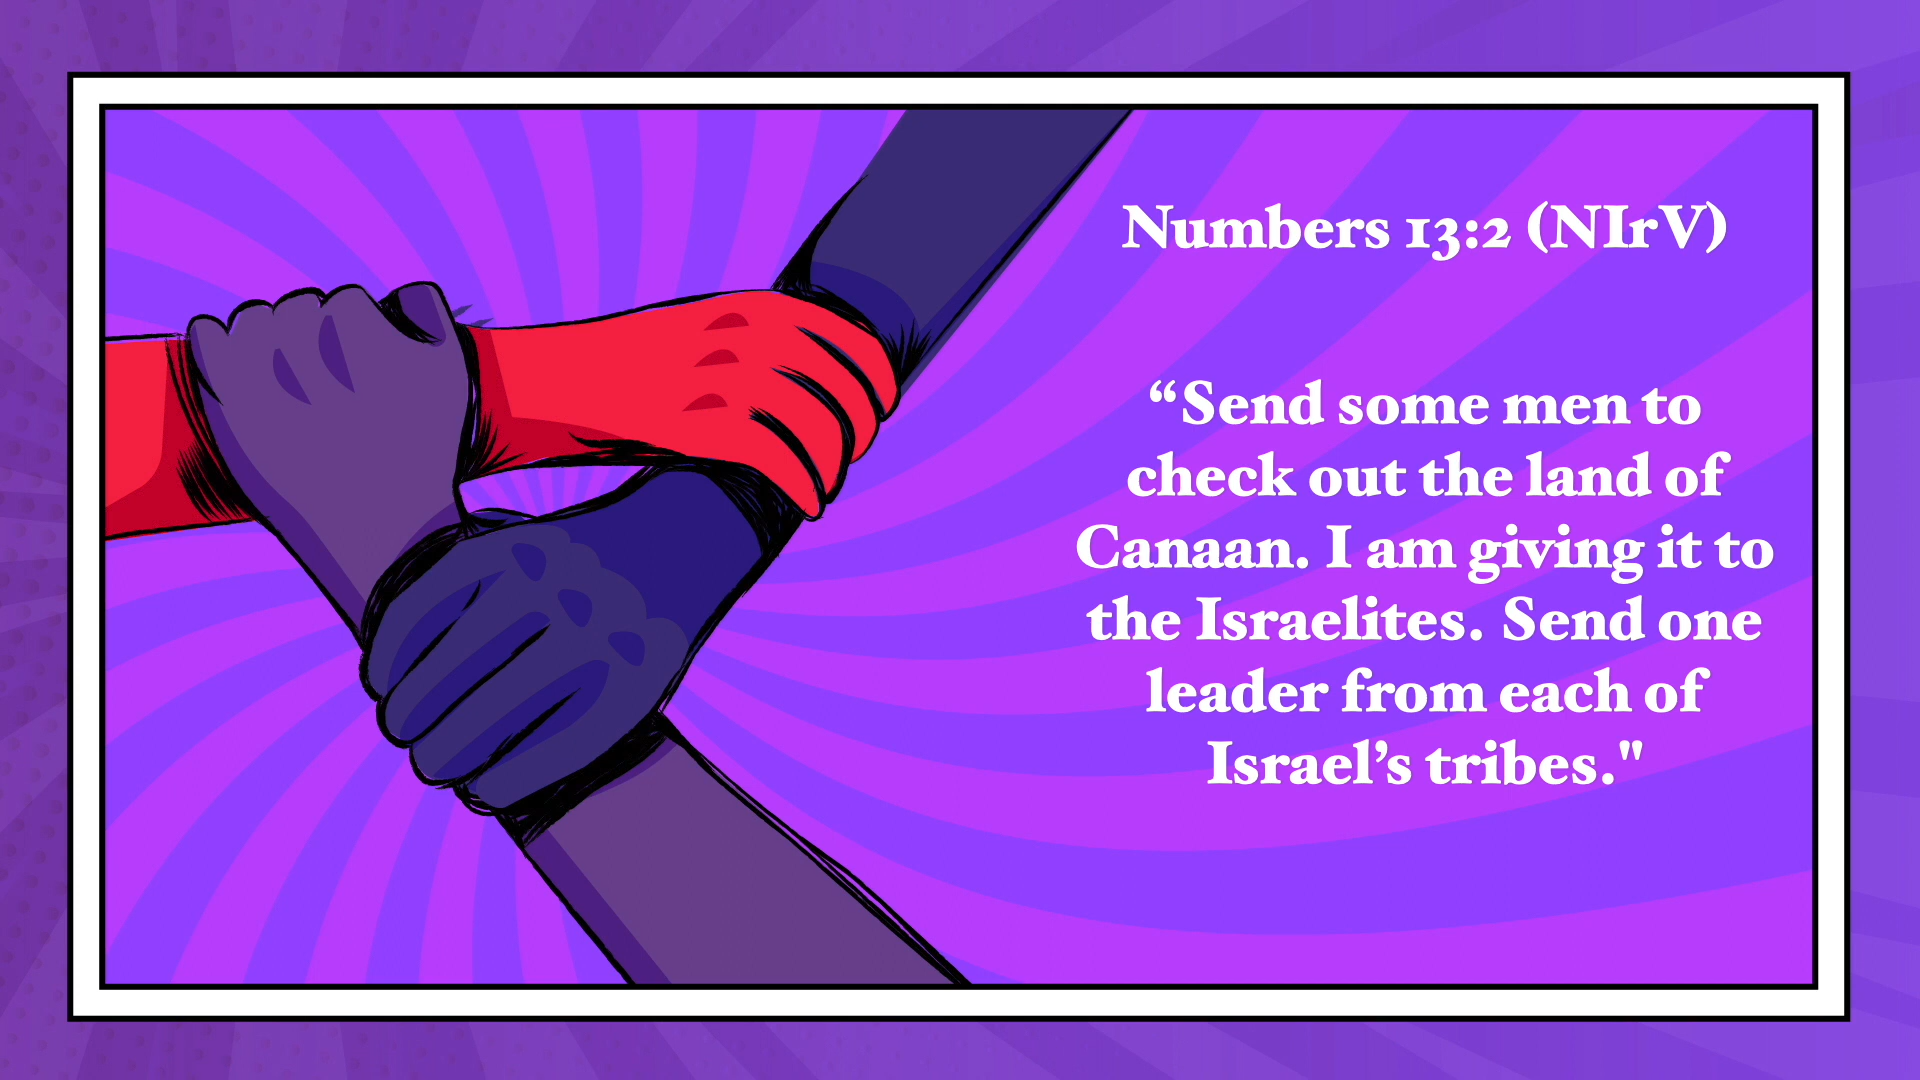 Numbers 13:2 (NIrV)
“Send some men to
check out the land of
Canaan. I am giving it to
the Israelites. Send one
leader from each of
Israel’s tribes."